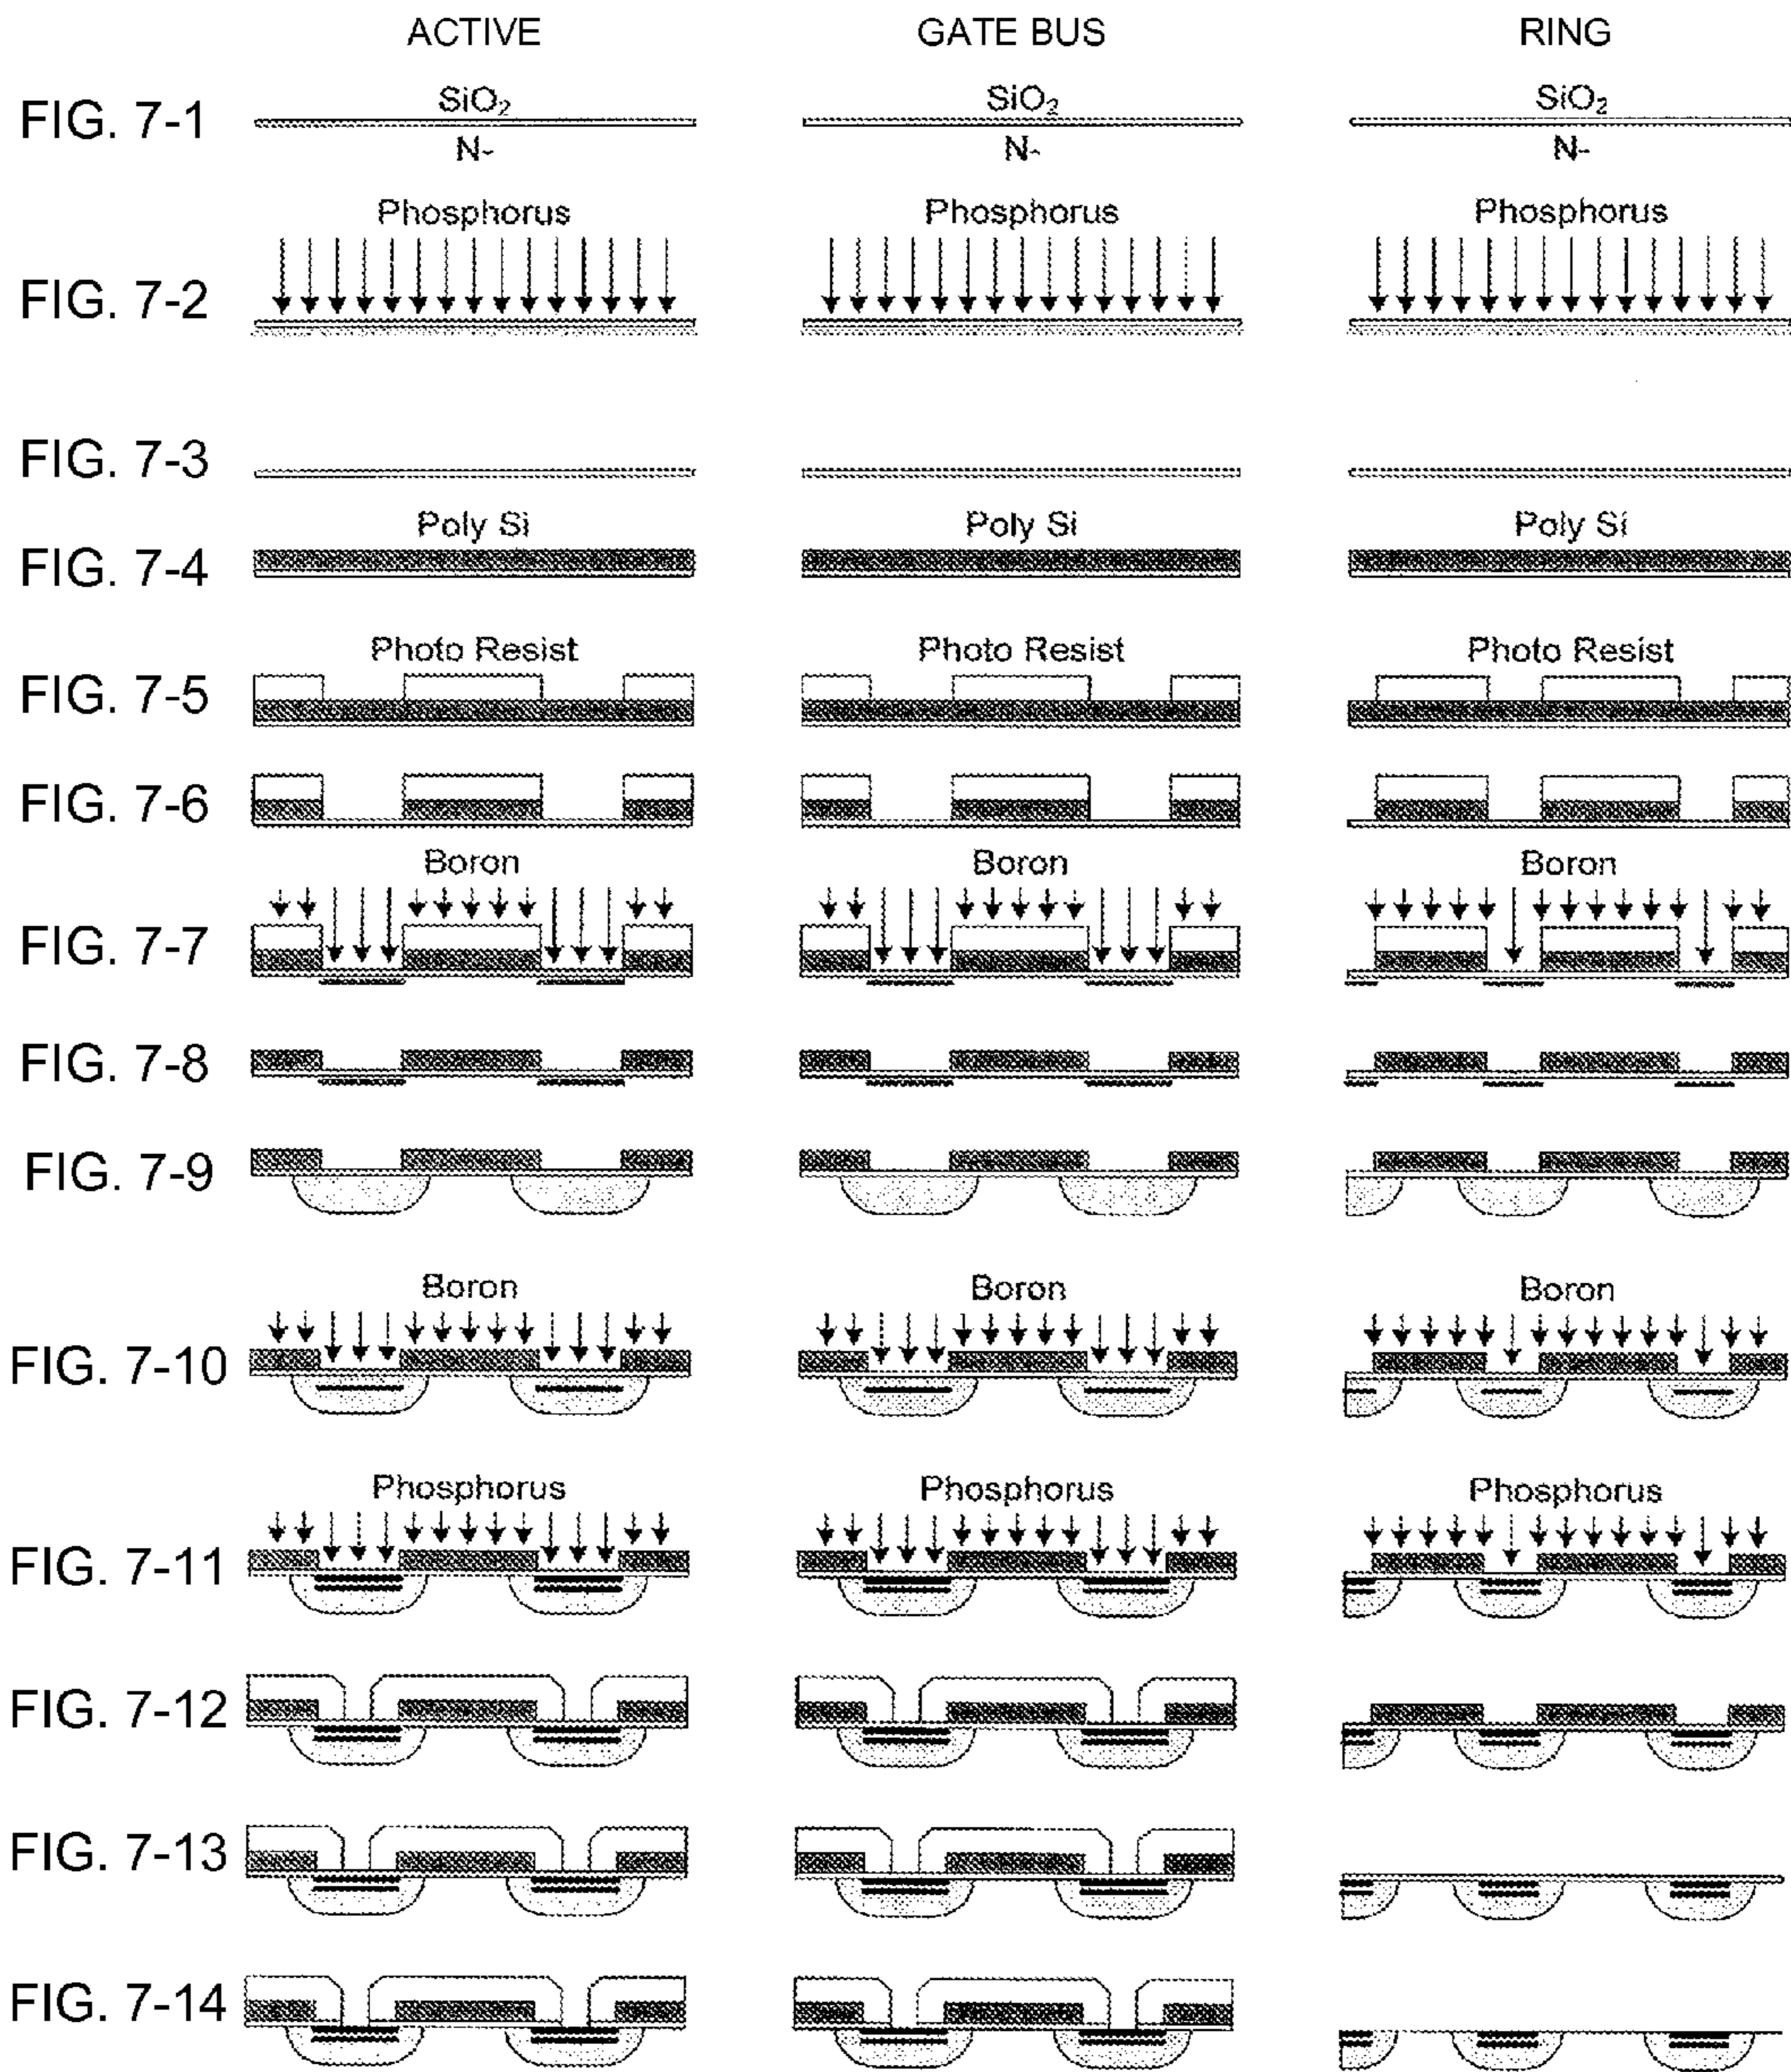 ACTIVE GATE BUS RING
FIG. 7-1 SiO₂ SiO₂ SiO₂
N- N- N-
Phosphorus Phosphorus Phosphorus
FIG. 7-2
FIG. 7-3
Poly Si Poly Si Poly Si
FIG. 7-4
Photo Resist Photo Resist Photo Resist
FIG. 7-5
FIG. 7-6
Boron Boron Boron
FIG. 7-7
FIG. 7-8
FIG. 7-9
Boron Boron Boron
FIG. 7-10
Phosphorus Phosphorus Phosphorus
FIG. 7-11
FIG. 7-12
FIG. 7-13
FIG. 7-14